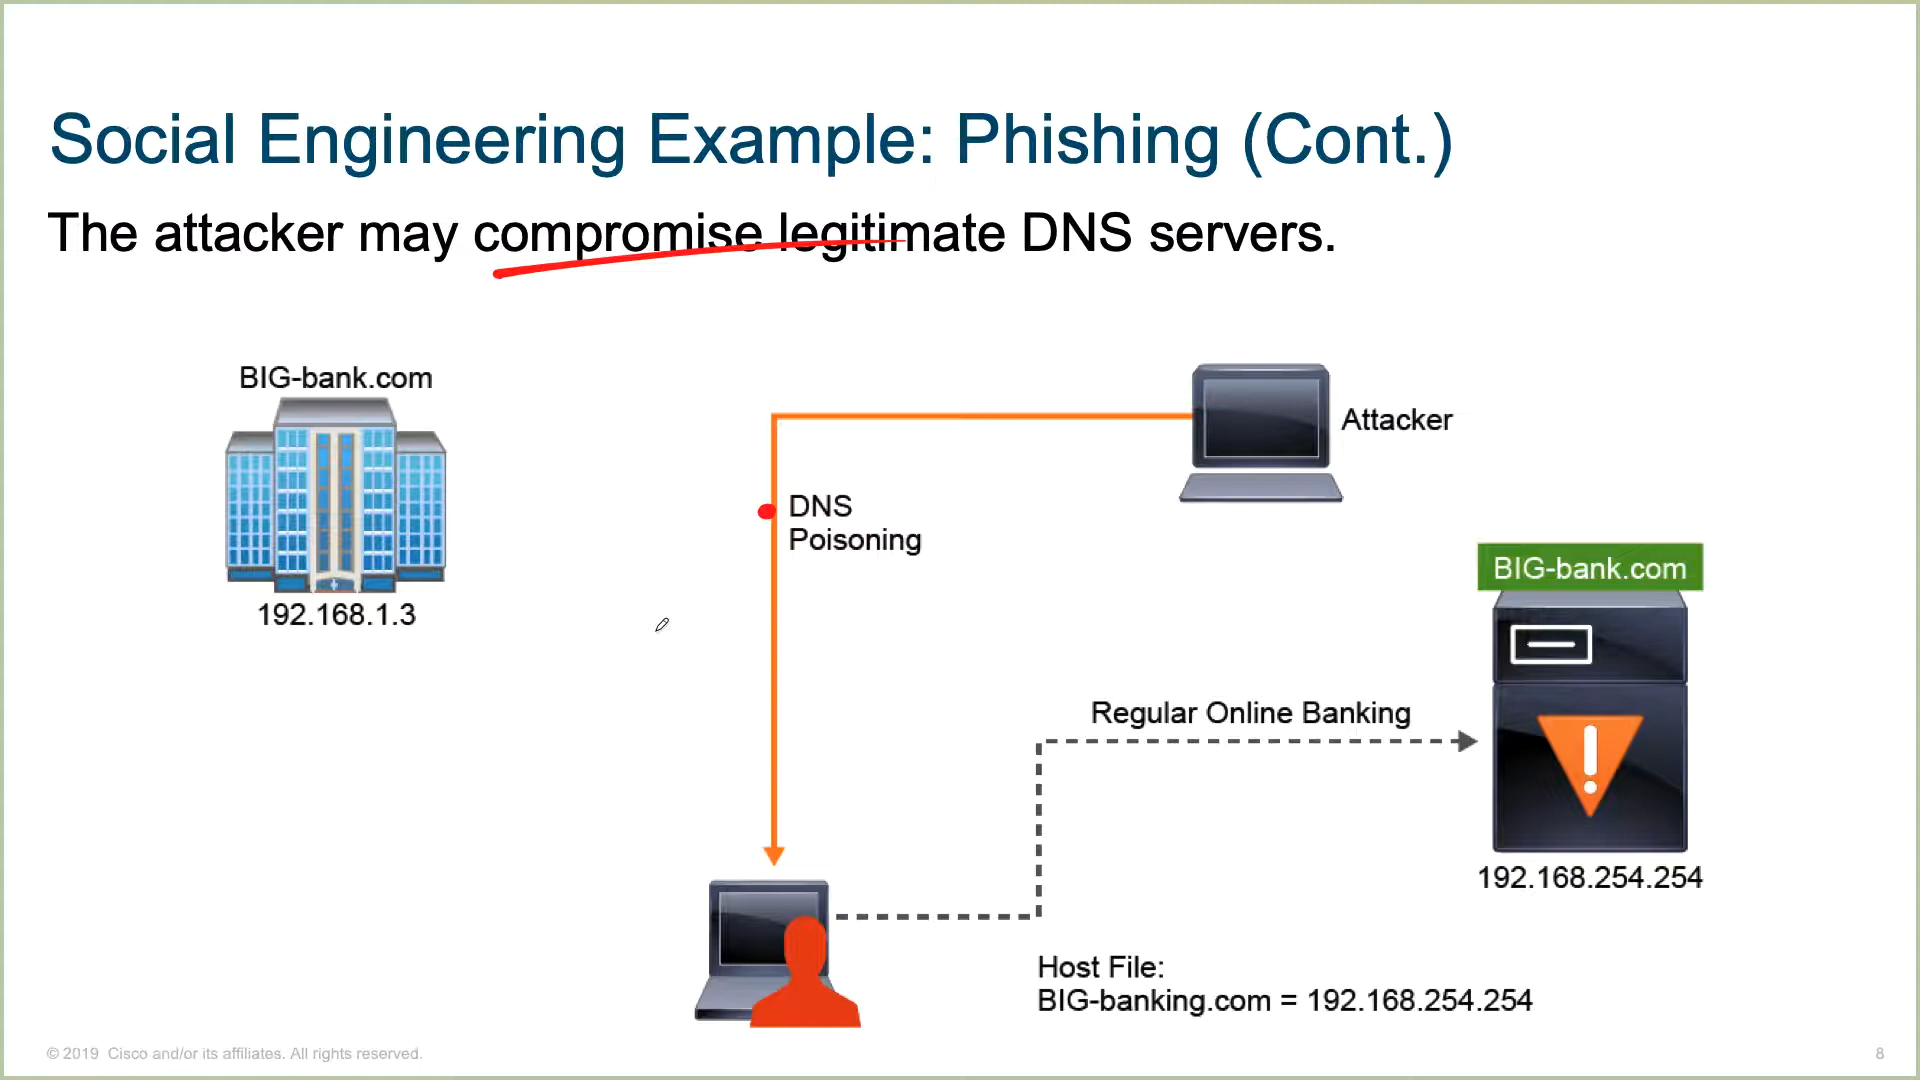 Social Engineering Example: Phishing (Cont.)
The attacker may compromise legitimate DNS servers.
BIG-bank.com
192.168.1.3
Attacker
DNS
Poisoning
BIG-bank.com
Regular Online Banking
192.168.254.254
Host File:
BIG-banking.com = 192.168.254.254
© 2019 Cisco and/or its affiliates. All rights reserved.
8